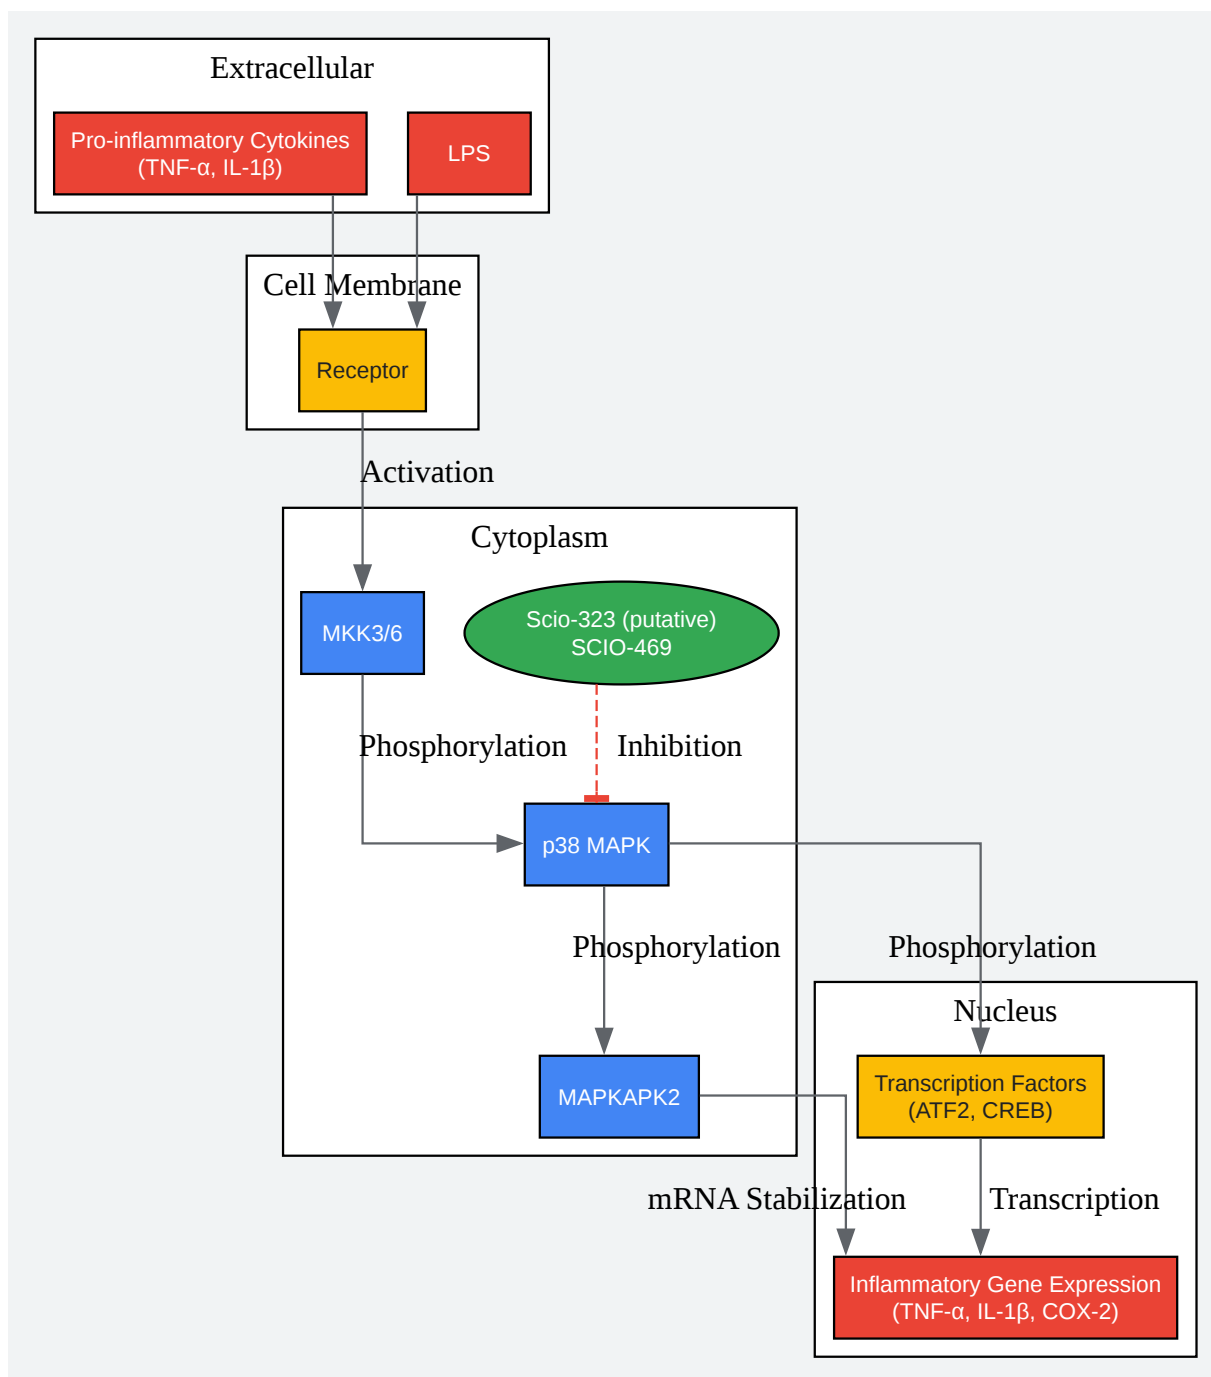 Extracellular
Pro-inflammatory Cytokines
(TNF-α, IL-1β)
LPS
Cell Membrane
Receptor
Activation
Cytoplasm
MKK3/6
Scio-323 (putative)
SCIO-469
Phosphorylation
Inhibition
p38 MAPK
Phosphorylation
Phosphorylation
Nucleus
MAPKAPK2
Transcription Factors
(ATF2, CREB)
mRNA Stabilization
Transcription
Inflammatory Gene Expression
(TNF-α, IL-1β, COX-2)